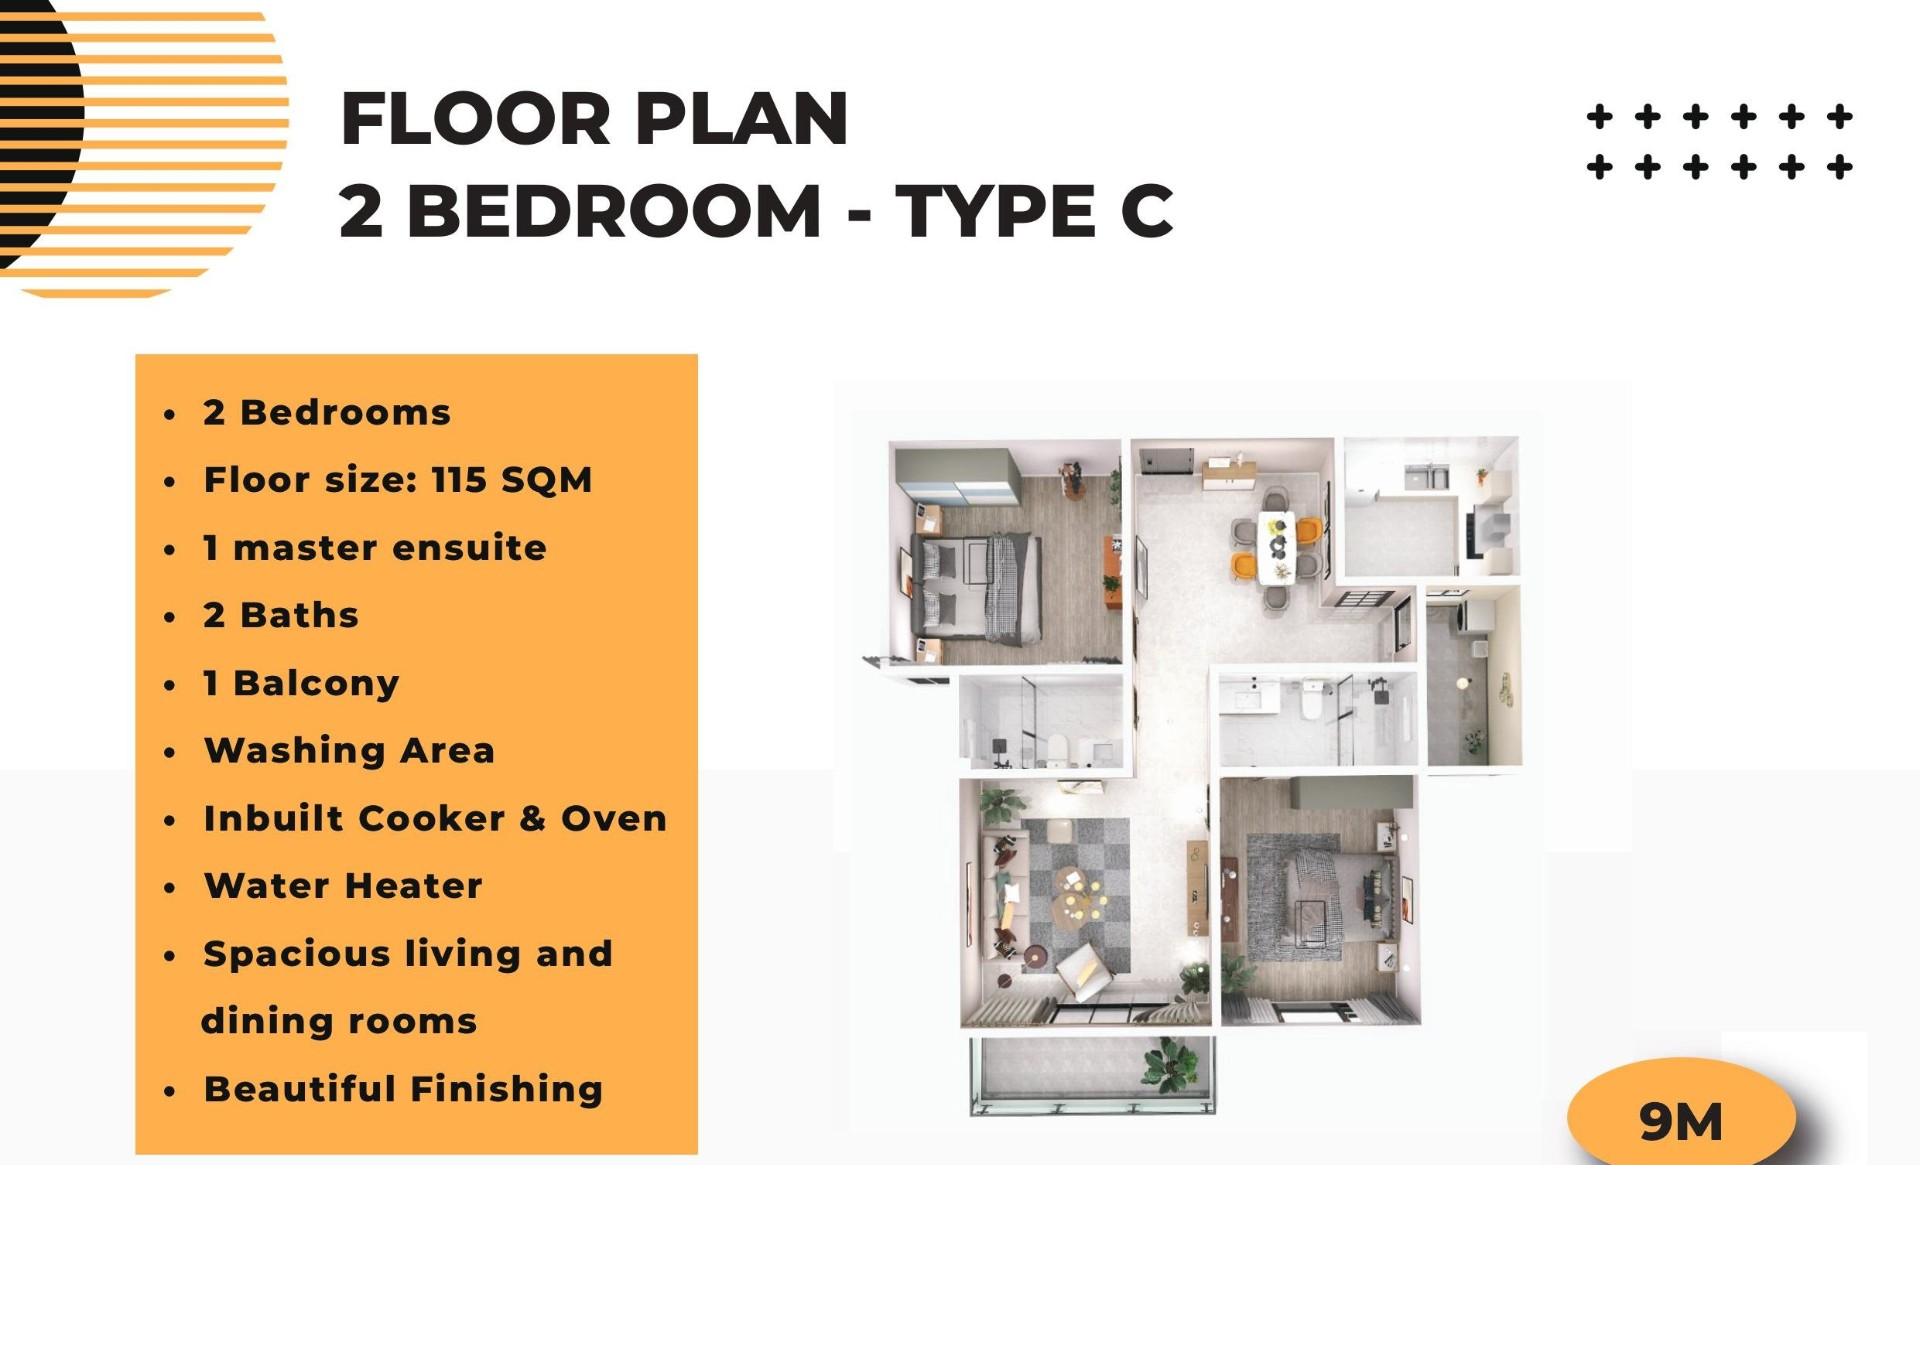 FLOOR PLAN
2 BEDROOM - TYPE C
• 2 Bedrooms
• Floor size: 115 SQM
• 1 master ensuite
• 2 Baths
• 1 Balcony
• Washing Area
• Inbuilt Cooker & Oven
• Water Heater
• Spacious living and
dining rooms
• Beautiful Finishing
9M